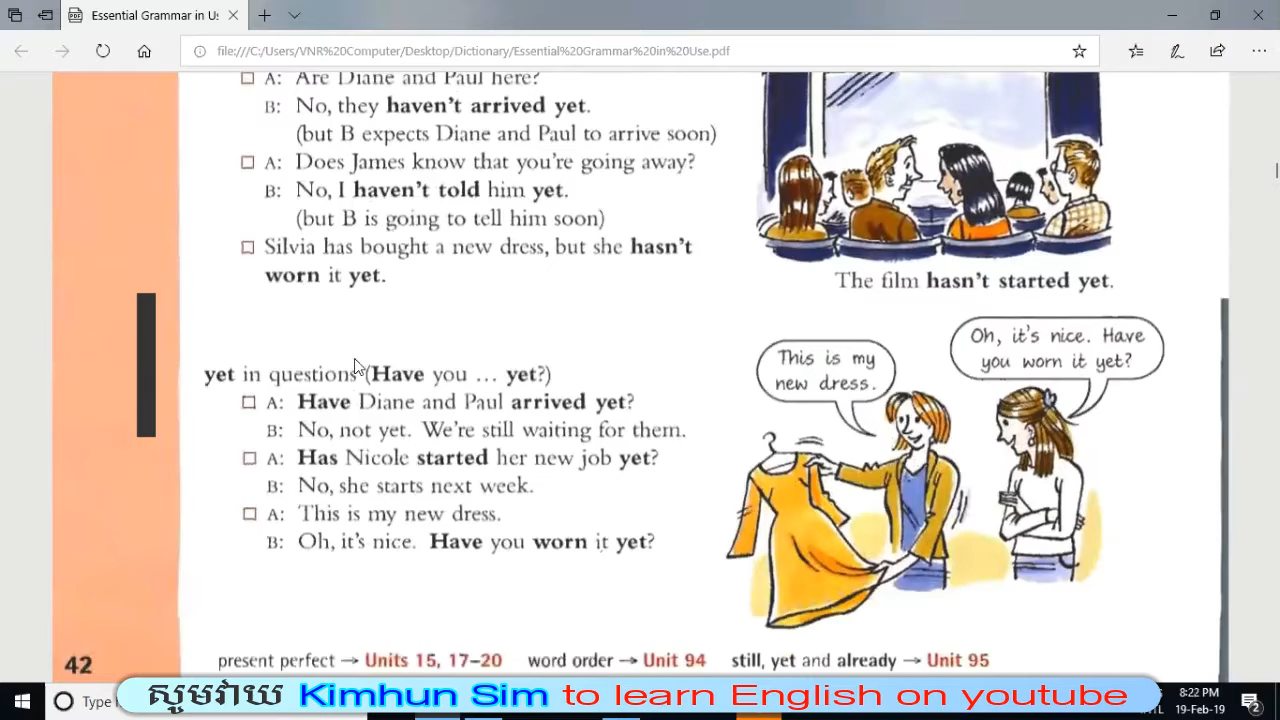 Essential Grammar in Us
file:///C:/Users/VNR%20Computer/Desktop/Dictionary/Essential%20Grammar%20in%20Use.pdf
A: Are Diane and Paul here?
B: No, they haven't arrived yet.
(but B expects Diane and Paul to arrive soon)
A: Does James know that you're going away?
B: No, I haven't told him yet.
(but B is going to tell him soon)
Silvia has bought a new dress, but she hasn't
worn it yet.
The film hasn't started yet.
yet in questions (Have you … yet?)
A: Have Diane and Paul arrived yet?
B: No, not yet. We're still waiting for them.
A: Has Nicole started her new job yet?
B: No, she starts next week.
A: This is my new dress.
B: Oh, it's nice. Have you worn it yet?
This is my
new dress.
Oh, it's nice. Have
you worn it yet?
42
present perfect → Units 15, 17–20 word order → Unit 94 still, yet and already → Unit 95
Type
សូមវាយ Kimhun Sim to learn English on youtube
8:22 PM
19-Feb-19
2